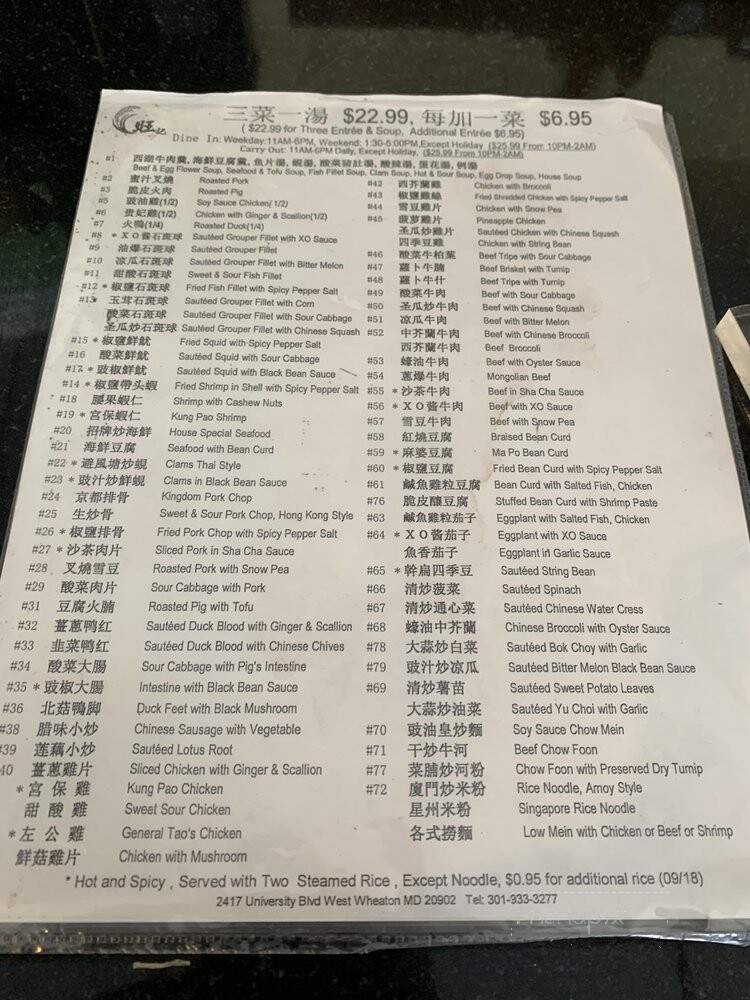 旺记 三菜一湯 $22.99, 每加一菜 $6.95
( $22.99 for Three Entrée & Soup, Additional Entrée $6.95)
Dine In: Weekday:11AM-6PM, Weekend: 1:30-5:00PM,Except Holiday ($25.99 From 10PM-2AM)
Carry Out: 11AM-6PM Daily, Except Holiday, ($25.99 From 10PM-2AM)
#1 西湖牛肉羹, 海鮮豆腐羹, 魚片湯, 蜆湯, 酸菜豬肚湯, 酸辣湯, 蛋花湯, 例湯
Beef & Egg Flower Soup, Seafood & Tofu Soup, Fish Fillet Soup, Clam Soup, Hot & Sour Soup, Egg Drop Soup, House Soup
#2 蜜汁叉燒 Roasted Pork
#3 脆皮火肉 Roasted Pig
#5 豉油雞(1/2) Soy Sauce Chicken( 1/2)
#6 貴妃雞(1/2) Chicken with Ginger & Scallion(1/2)
#7 火鴨(1/4) Roasted Duck(1/4)
#8 * X O 酱石斑球 Sautéed Grouper Fillet with XO Sauce
#9 油爆石斑球 Sautéed Grouper Fillet
#10 凉瓜石斑球 Sautéed Grouper Fillet with Bitter Melon
#11 甜酸石斑球 Sweet & Sour Fish Fillet
#12 * 椒鹽石斑球 Fried Fish Fillet with Spicy Pepper Salt
#13 玉茸石斑球 Sautéed Grouper Fillet with Corn
酸菜石斑球 Sautéed Grouper Fillet with Sour Cabbage
圣瓜炒石斑球 Sautéed Grouper Fillet with Chinese Squash
#15 * 椒鹽鮮魷 Fried Squid with Spicy Pepper Salt
#16 酸菜鮮魷 Sautéed Squid with Sour Cabbage
#17 * 豉椒鮮魷 Sautéed Squid with Black Bean Sauce
#14 * 椒鹽帶头蝦 Fried Shrimp in Shell with Spicy Pepper Salt
#18 腰果蝦仁 Shrimp with Cashew Nuts
#19 * 宮保蝦仁 Kung Pao Shrimp
#20 招牌炒海鮮 House Special Seafood
#21 海鮮豆腐 Seafood with Bean Curd
#22 * 避風塘炒蜆 Clams Thai Style
#23 * 豉汁炒鮮蜆 Clams in Black Bean Sauce
#24 京都排骨 Kingdom Pork Chop
#25 生炒骨 Sweet & Sour Pork Chop, Hong Kong Style
#26 * 椒鹽排骨 Fried Pork Chop with Spicy Pepper Salt
#27 * 沙茶肉片 Sliced Pork in Sha Cha Sauce
#28 叉燒雪豆 Roasted Pork with Snow Pea
#29 酸菜肉片 Sour Cabbage with Pork
#31 豆腐火腩 Roasted Pig with Tofu
#32 薑蔥鸭红 Sautéed Duck Blood with Ginger & Scallion
#33 韭菜鸭红 Sautéed Duck Blood with Chinese Chives
#34 酸菜大腸 Sour Cabbage with Pig's Intestine
#35 * 豉椒大腸 Intestine with Black Bean Sauce
#36 北菇鴨脚 Duck Feet with Black Mushroom
#38 腊味小炒 Chinese Sausage with Vegetable
#39 莲藕小炒 Sautéed Lotus Root
40 薑蔥雞片 Sliced Chicken with Ginger & Scallion
* 宮 保 雞 Kung Pao Chicken
甜 酸 雞 Sweet Sour Chicken
* 左 公 雞 General Tao's Chicken
鮮菇雞片 Chicken with Mushroom
#42 西芥蘭雞 Chicken with Broccoli
#43 椒鹽雞絲 Fried Shredded Chicken with Spicy Pepper Salt
#44 雪豆雞片 Chicken with Snow Pea
#45 菠蘿雞片 Pineapple Chicken
圣瓜炒雞片 Sautéed Chicken with Chinese Squash
四季豆雞 Chicken with String Bean
#46 酸菜牛柏葉 Beef Tripe with Sour Cabbage
#47 蘿卜牛腩 Beef Brisket with Turnip
#48 蘿卜牛什 Beef Tripe with Turnip
#49 酸菜牛肉 Beef with Sour Cabbage
#50 圣瓜炒牛肉 Beef with Chinese Squash
#51 凉瓜牛肉 Beef with Bitter Melon
#52 中芥蘭牛肉 Beef with Chinese Broccoli
西芥蘭牛肉 Beef Broccoli
#53 蠔油牛肉 Beef with Oyster Sauce
#54 蔥爆牛肉 Mongolian Beef
#55 * 沙茶牛肉 Beef in Sha Cha Sauce
#56 * X O 酱牛肉 Beef with XO Sauce
#57 雪豆牛肉 Beef with Snow Pea
#58 紅燒豆腐 Braised Bean Curd
#59 * 麻婆豆腐 Ma Po Bean Curd
#60 * 椒鹽豆腐 Fried Bean Curd with Spicy Pepper Salt
#61 鹹魚雞粒豆腐 Bean Curd with Salted Fish, Chicken
#76 脆皮釀豆腐 Stuffed Bean Curd with Shrimp Paste
#63 鹹魚雞粒茄子 Eggplant with Salted Fish, Chicken
#64 * X O 酱茄子 Eggplant with XO Sauce
魚香茄子 Eggplant in Garlic Sauce
#65 * 幹扁四季豆 Sautéed String Bean
#66 清炒菠菜 Sautéed Spinach
#67 清炒通心菜 Sautéed Chinese Water Cress
#68 蠔油中芥蘭 Chinese Broccoli with Oyster Sauce
#78 大蒜炒白菜 Sautéed Bok Choy with Garlic
#79 豉汁炒凉瓜 Sautéed Bitter Melon Black Bean Sauce
#69 清炒薯苗 Sautéed Sweet Potato Leaves
大蒜炒油菜 Sautéed Yu Choi with Garlic
#70 豉油皇炒麵 Soy Sauce Chow Mein
#71 干炒牛河 Beef Chow Foon
#77 菜脯炒河粉 Chow Foon with Preserved Dry Turnip
#72 廈門炒米粉 Rice Noodle, Amoy Style
星州米粉 Singapore Rice Noodle
各式撈麵 Low Mein with Chicken or Beef or Shrimp
* Hot and Spicy , Served with Two Steamed Rice , Except Noodle, $0.95 for additional rice (09/18)
2417 University Blvd West Wheaton MD 20902 Tel: 301-933-3277